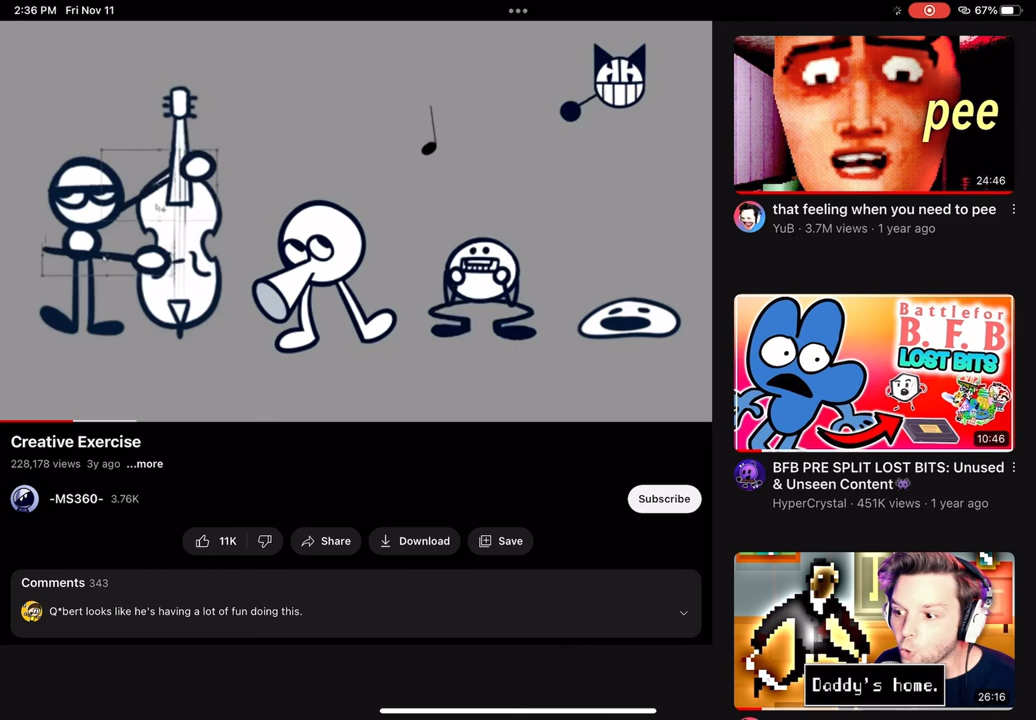 2:36 PM Fri Nov 11
67%
pee
24:46
that feeling when you need to pee
YuB · 3.7M views · 1 year ago
Battle for
B. F. B
LOST BITS
10:46
BFB PRE SPLIT LOST BITS: Unused
& Unseen Content👾
HyperCrystal · 451K views · 1 year ago
Daddy's home.
26:16
Creative Exercise
228,178 views 3y ago ...more
-MS360- 3.76K
Subscribe
11K
Share
Download
Save
Comments 343
Q*bert looks like he's having a lot of fun doing this.